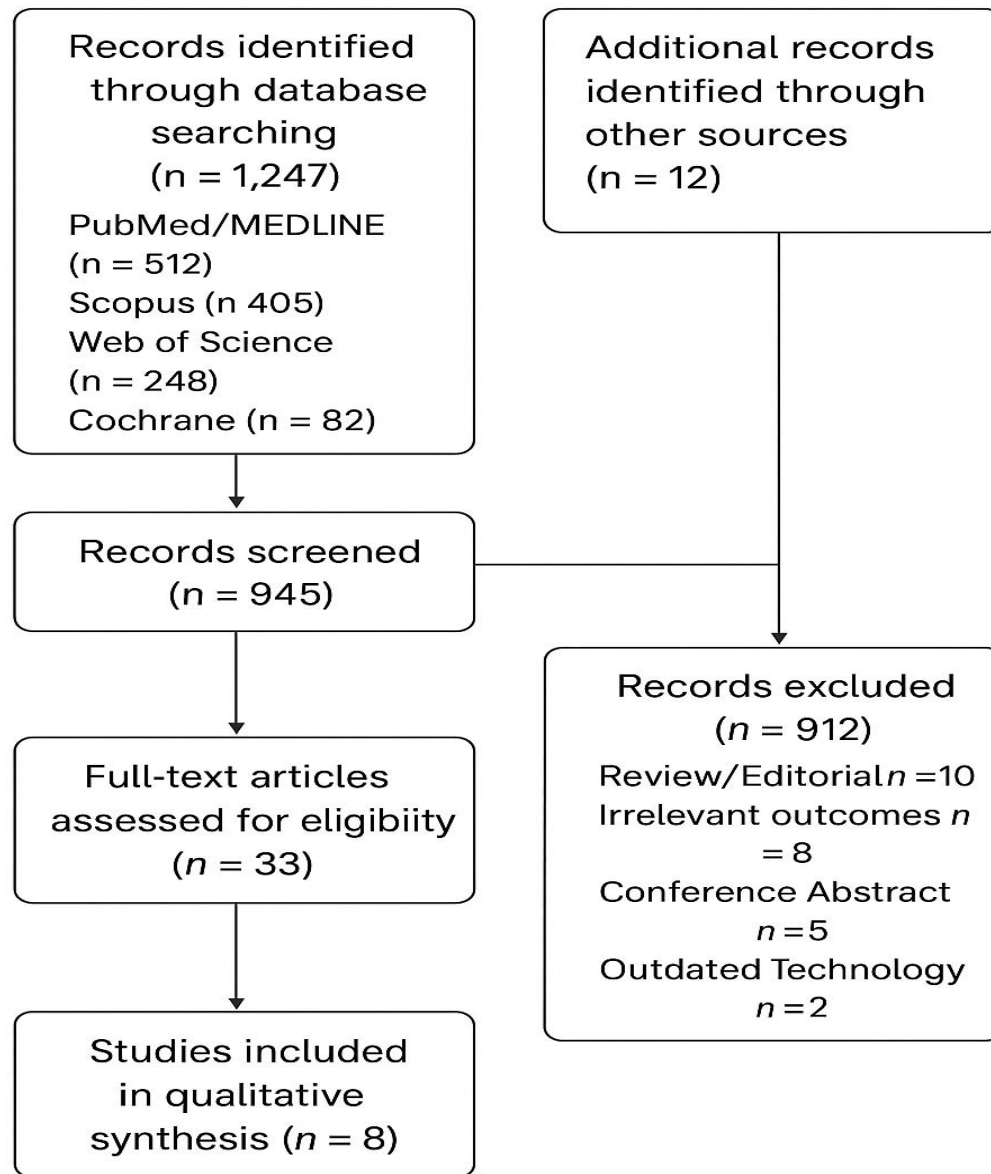 Records identified
through database
searching
(n = 1,247)
PubMed/MEDLINE
(n = 512)
Scopus (n 405)
Web of Science
(n = 248)
Cochrane (n = 82)
Additional records
identified through
other sources
(n = 12)
Records screened
(n = 945)
Records excluded
(n = 912)
Review/Editorial n =10
Irrelevant outcomes n
= 8
Conference Abstract
n =5
Outdated Technology
n =2
Full-text articles
assessed for eligibiity
(n = 33)
Studies included
in qualitative
synthesis (n = 8)